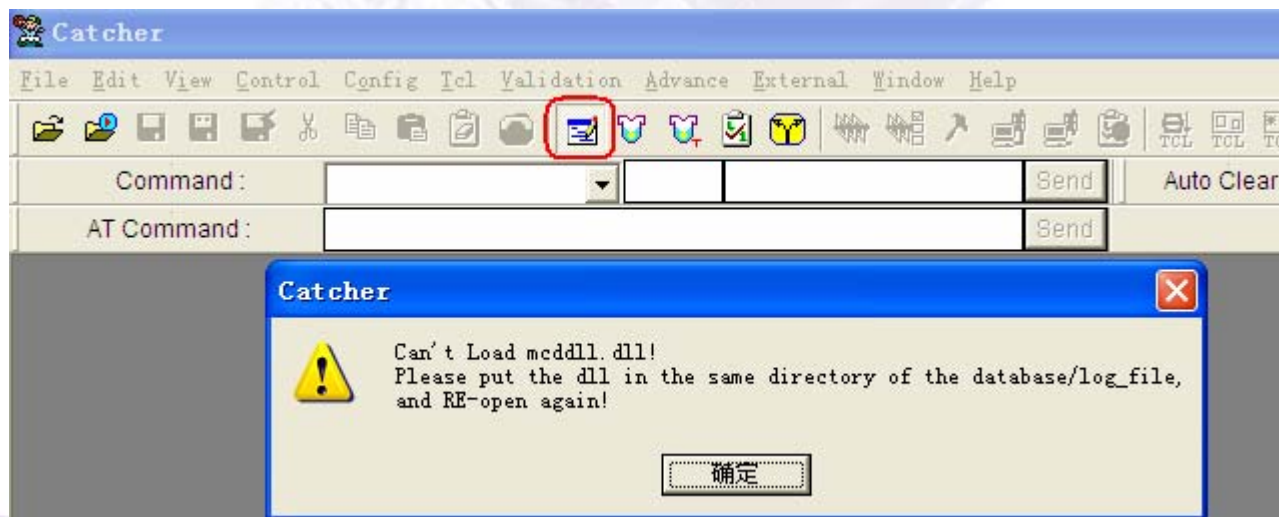 Catcher
File Edit View Control Config Tcl Validation Advance External Window Help
TCL TCL
Command: Send Auto Clear
AT Command: Send
Catcher
Can't Load mcddll.dll!
Please put the dll in the same directory of the database/log_file,
and RE-open again!
确定